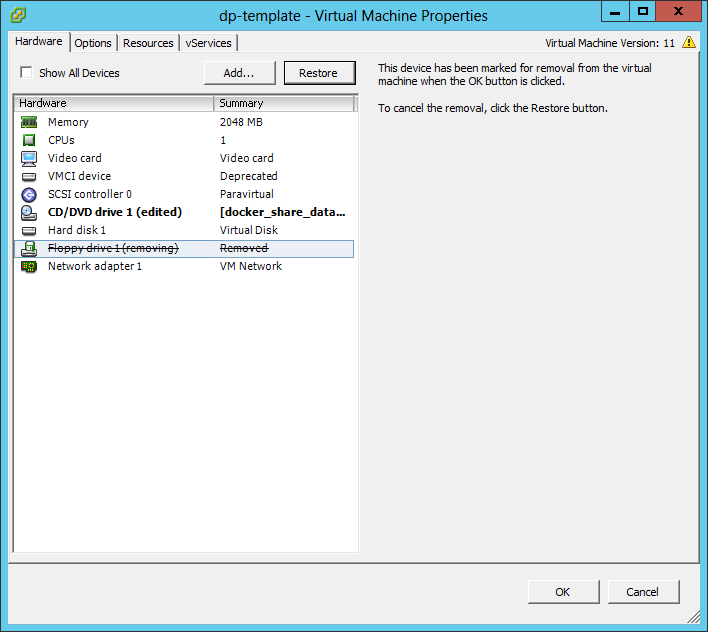 dp-template - Virtual Machine Properties
Hardware Options Resources vServices Virtual Machine Version: 11
Show All Devices Add... Restore
Hardware Summary
Memory 2048 MB
CPUs 1
Video card Video card
VMCI device Deprecated
SCSI controller 0 Paravirtual
CD/DVD drive 1 (edited) [docker_share_data...
Hard disk 1 Virtual Disk
Floppy drive 1 (removing) Removed
Network adapter 1 VM Network
This device has been marked for removal from the virtual
machine when the OK button is clicked.
To cancel the removal, click the Restore button.
OK Cancel